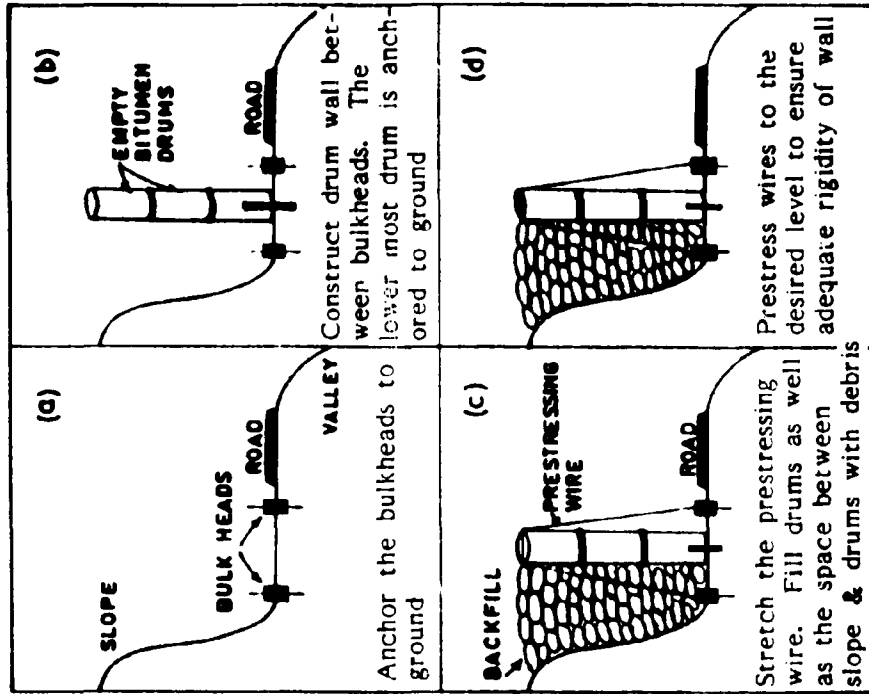 (a)
SLOPE
BULK HEADS
ROAD
VALLEY
Anchor the bulkheads to
ground
(b)
EMPTY
BITUMEN
DRUMS
ROAD
Construct drum wall bet-
ween bulkheads. The
lower most drum is anch-
ored to ground
(c)
BACKFILL
PRESTRESSING
WIRE
ROAD
Stretch the prestressing
wire. Fill drums as well
as the space between
slope & drums with debris
(d)
Prestress wires to the
desired level to ensure
adequate rigidity of wall